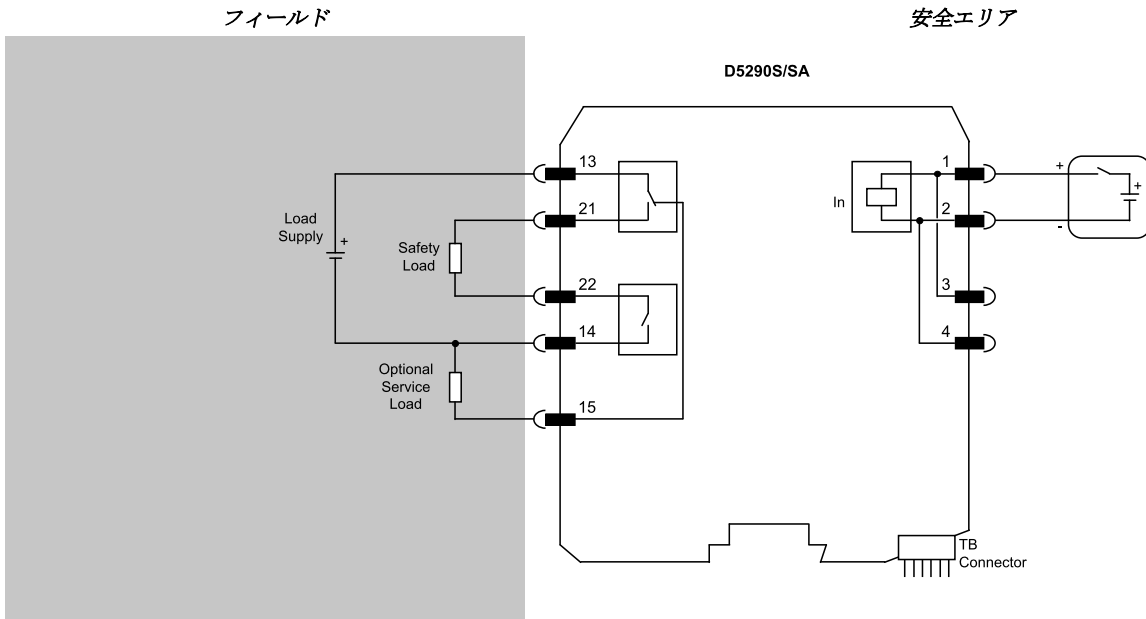 フィールド
安全エリア
D5290S/SA
13
21
22
14
15
Load
Supply
+
Safety
Load
Optional
Service
Load
In
1
2
3
4
+
-
+
TB
Connector